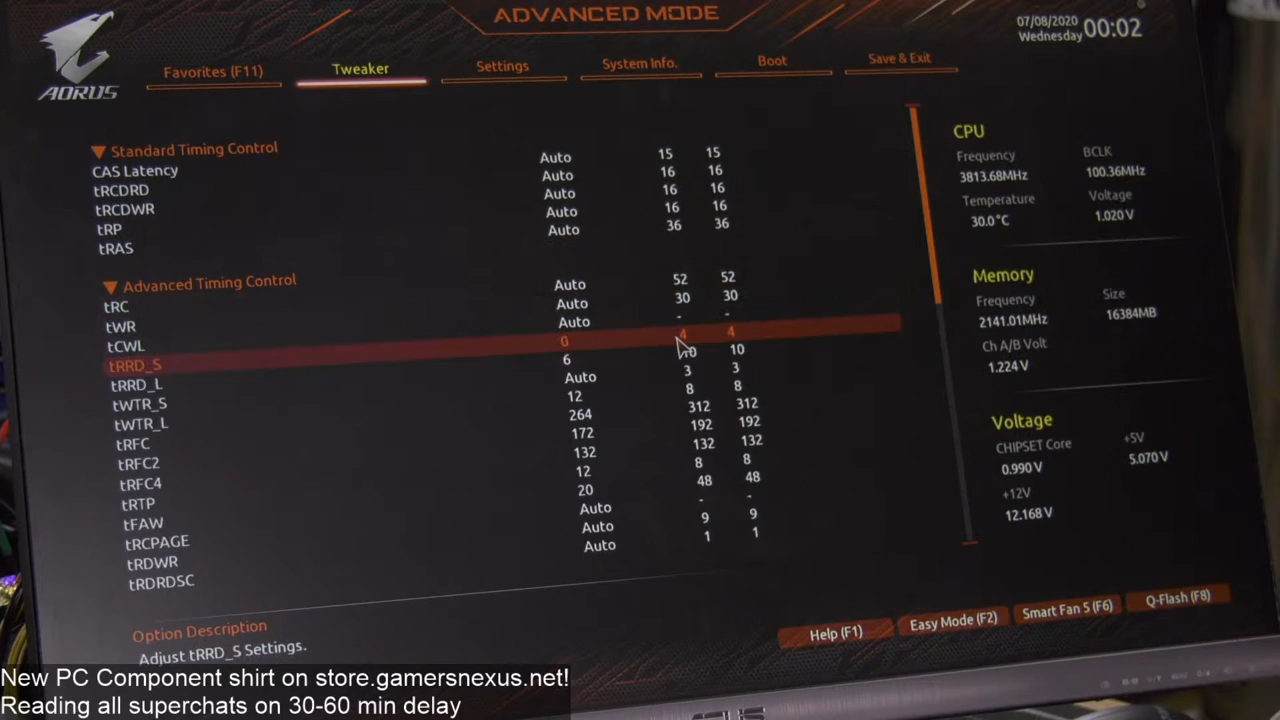 ADVANCED MODE
07/08/2020 Wednesday 00:02
AORUS
Favorites (F11) Tweaker Settings System Info. Boot Save & Exit
Standard Timing Control
CAS Latency Auto 15 15
tRCDRD Auto 16 16
tRCDWR Auto 16 16
tRP Auto 16 16
tRAS Auto 36 36
Advanced Timing Control
tRC Auto 52 52
tWR Auto 30 30
tCWL Auto - -
tRRD_S 0 4 4
tRRD_L 6 10 10
tWTR_S Auto 3 3
tWTR_L 12 8 8
tRFC 264 312 312
tRFC2 172 192 192
tRFC4 132 132 132
tRTP 12 8 8
tFAW 20 48 48
tRCPAGE Auto - -
tRDWR Auto 9 9
tRDRDSC Auto 1 1
CPU
Frequency BCLK
3813.68MHz 100.36MHz
Temperature Voltage
30.0°C 1.020 V
Memory
Frequency Size
2141.01MHz 16384MB
Ch A/B Volt
1.224 V
Voltage
CHIPSET Core +5V
0.990 V 5.070 V
+12V
12.168 V
Option Description
Adjust tRRD_S Settings.
Help (F1) Easy Mode (F2) Smart Fan 5 (F6) Q-Flash (F8)
New PC Component shirt on store.gamersnexus.net!
Reading all superchats on 30-60 min delay